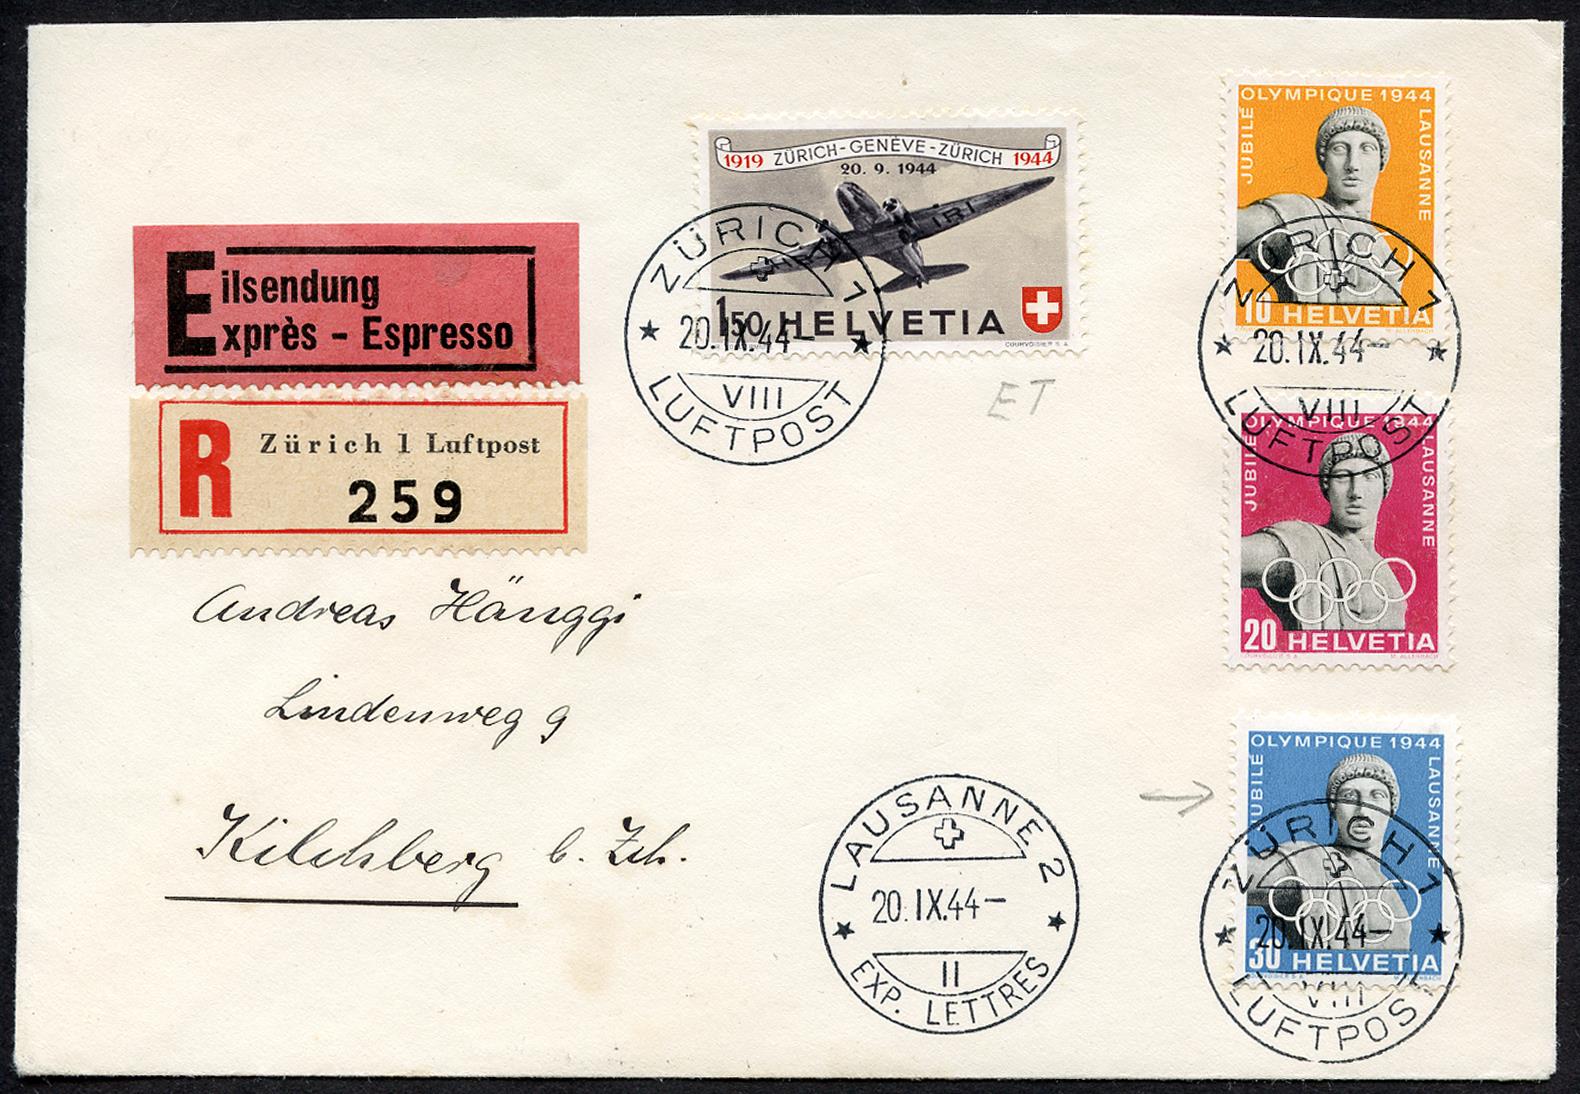 Eilsendung
Exprès - Espresso
R Zürich 1 Luftpost
259
Andreas Hänggi
Lindenweg 9
Kilchberg b. Zch.
1919 ZÜRICH-GENÈVE-ZÜRICH 1944
20. 9. 1944
1.50 HELVETIA
COURVOISIER S.A.
ZÜRICH 1
20.IX.44-
VIII
LUFTPOST
ET
JUBILÉ OLYMPIQUE 1944 LAUSANNE
10 HELVETIA
ZÜRICH 1
20.IX.44-
VIII
LUFTPOST
JUBILÉ OLYMPIQUE 1944 LAUSANNE
20 HELVETIA
COURVOISIER S.A. M. ALLENBACH
JUBILÉ OLYMPIQUE 1944 LAUSANNE
30 HELVETIA
ZÜRICH 1
20.IX.44-
VIII
LUFTPOST
LAUSANNE 2
20.IX.44-
II
EXP. LETTRES